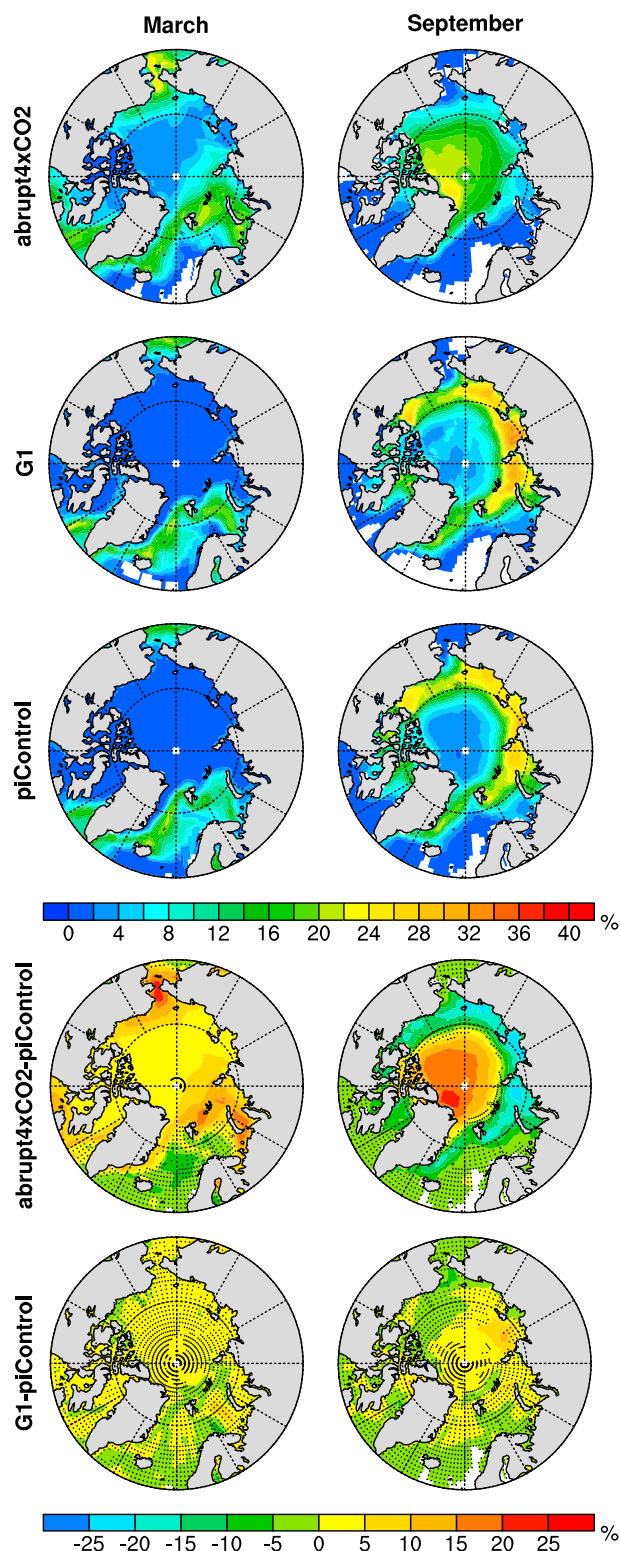 March September
abrupt4xCO2
G1
piControl
0 4 8 12 16 20 24 28 32 36 40 %
abrupt4xCO2-piControl
G1-piControl
-25 -20 -15 -10 -5 0 5 10 15 20 25 %